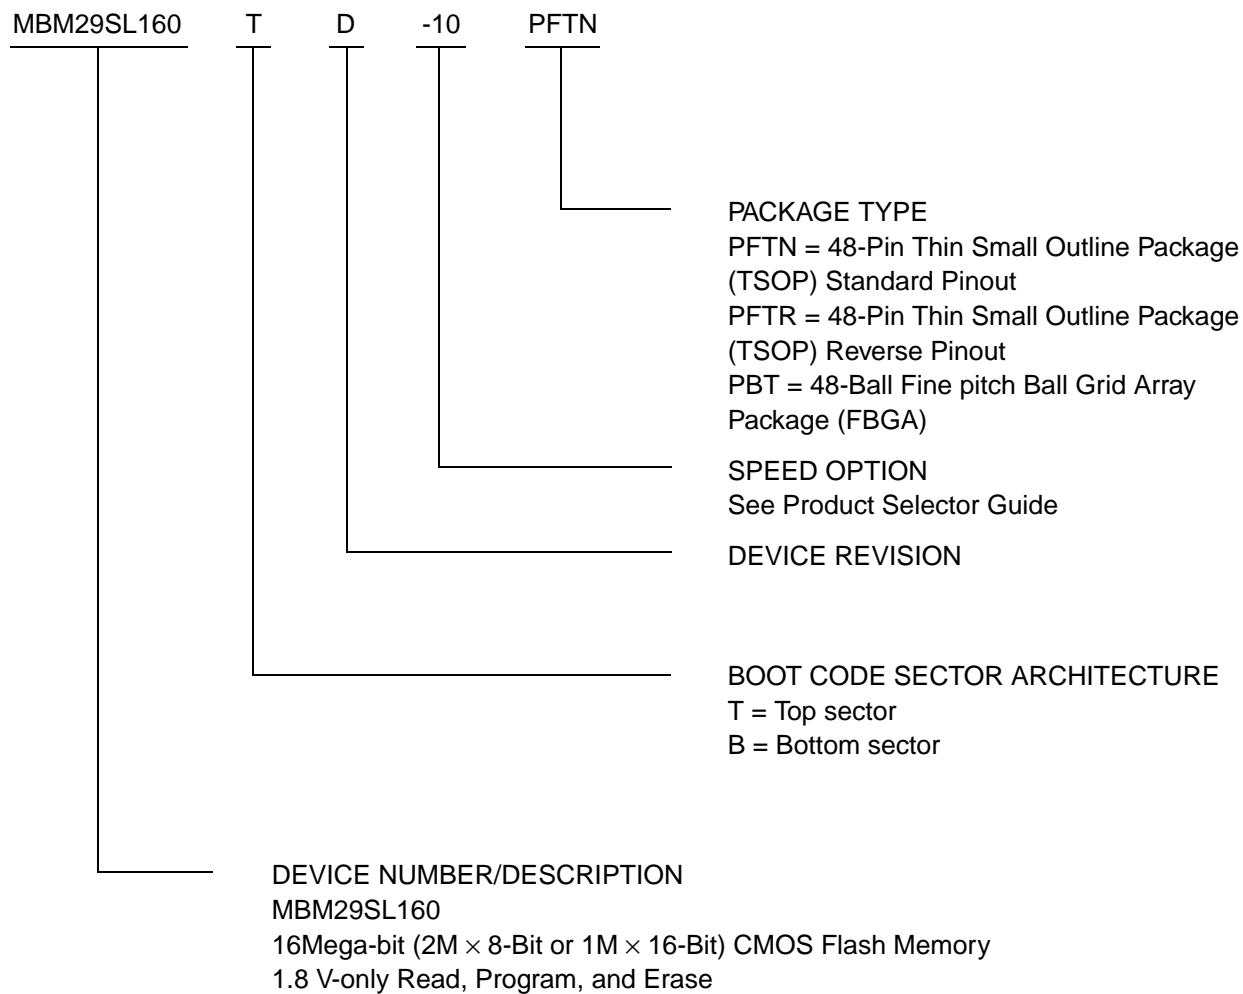 MBM29SL160 T D -10 PFTN
PACKAGE TYPE
PFTN = 48-Pin Thin Small Outline Package
(TSOP) Standard Pinout
PFTR = 48-Pin Thin Small Outline Package
(TSOP) Reverse Pinout
PBT = 48-Ball Fine pitch Ball Grid Array
Package (FBGA)
SPEED OPTION
See Product Selector Guide
DEVICE REVISION
BOOT CODE SECTOR ARCHITECTURE
T = Top sector
B = Bottom sector
DEVICE NUMBER/DESCRIPTION
MBM29SL160
16Mega-bit (2M × 8-Bit or 1M × 16-Bit) CMOS Flash Memory
1.8 V-only Read, Program, and Erase